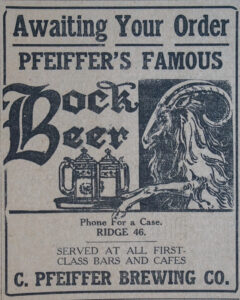 Awaiting Your Order
PFEIFFER'S FAMOUS
Bock
Beer
Phone For a Case.
RIDGE 46.
SERVED AT ALL FIRST-
CLASS BARS AND CAFES
C. PFEIFFER BREWING CO.